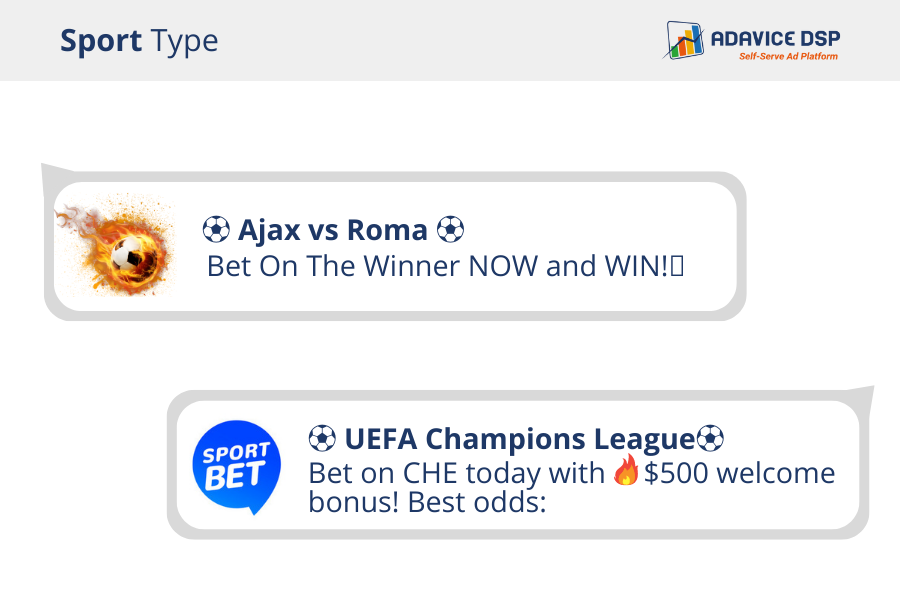 Sport Type
ADAVICE DSP
Self-Serve Ad Platform
⚽ Ajax vs Roma ⚽
Bet On The Winner NOW and WIN!▯
SPORT
BET
⚽ UEFA Champions League⚽
Bet on CHE today with 🔥$500 welcome
bonus! Best odds: